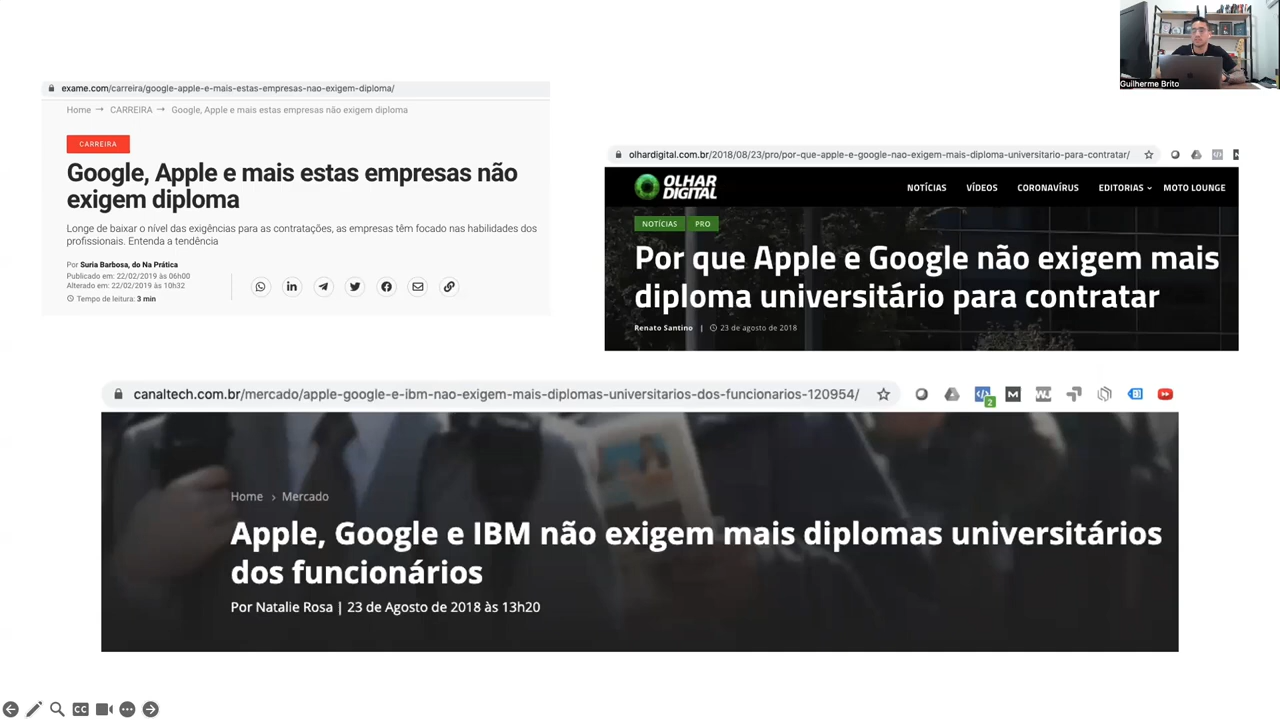 Guilherme Brito
exame.com/carreira/google-apple-e-mais-estas-empresas-nao-exigem-diploma/
Home → CARREIRA → Google, Apple e mais estas empresas não exigem diploma
CARREIRA
Google, Apple e mais estas empresas não
exigem diploma
Longe de baixar o nível das exigências para as contratações, as empresas têm focado nas habilidades dos
profissionais. Entenda a tendência
Por Suria Barbosa, do Na Prática
Publicado em: 22/02/2019 às 06h00
Alterado em: 22/02/2019 às 10h32
Tempo de leitura: 3 min
olhardigital.com.br/2018/08/23/pro/por-que-apple-e-google-nao-exigem-mais-diploma-universitario-para-contratar/
OLHAR
DIGITAL
NOTÍCIAS VÍDEOS CORONAVÍRUS EDITORIAS MOTO LOUNGE
NOTÍCIAS PRO
Por que Apple e Google não exigem mais
diploma universitário para contratar
Renato Santino | 23 de agosto de 2018
canaltech.com.br/mercado/apple-google-e-ibm-nao-exigem-mais-diplomas-universitarios-dos-funcionarios-120954/
2
Home › Mercado
Apple, Google e IBM não exigem mais diplomas universitários
dos funcionários
Por Natalie Rosa | 23 de Agosto de 2018 às 13h20
CC